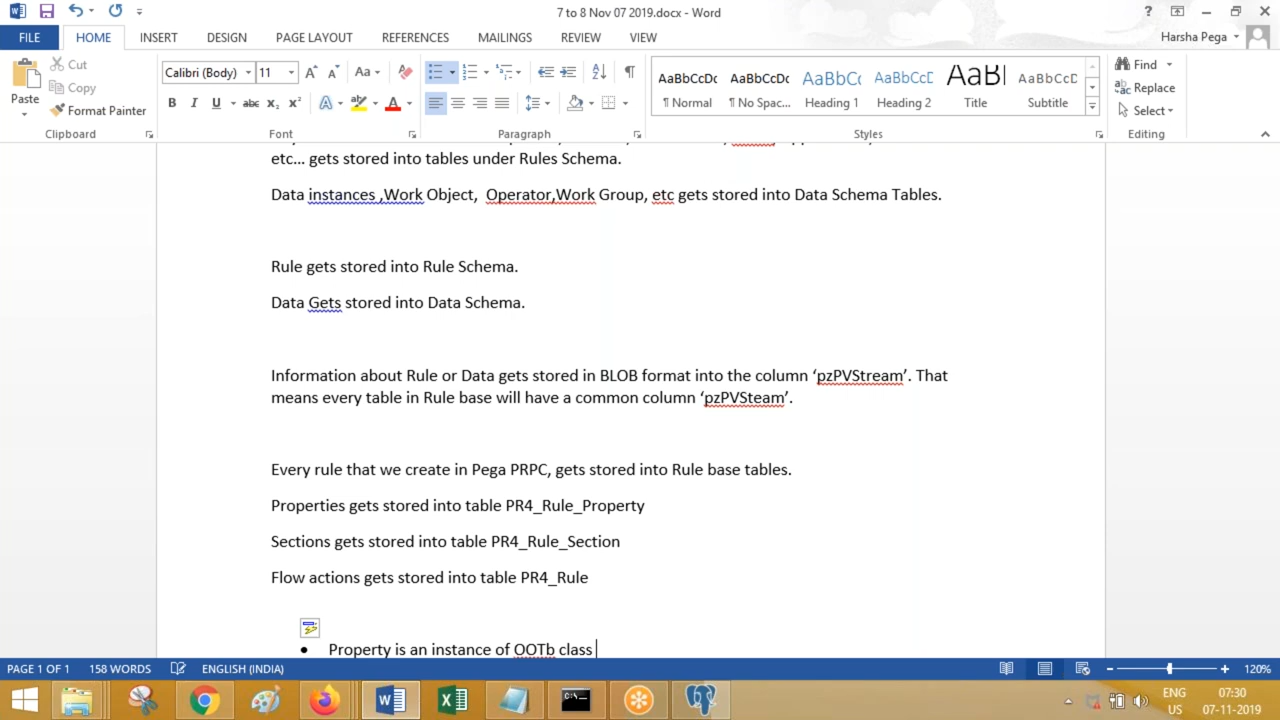 7 to 8 Nov 07 2019.docx - Word
?
FILE HOME INSERT DESIGN PAGE LAYOUT REFERENCES MAILINGS REVIEW VIEW Harsha Pega
Paste
Cut
Copy
Format Painter
Clipboard
Calibri (Body) 11
Font
Paragraph
AaBbCcDc AaBbCcDc AaBbCc AaBbCcD AaB AaBbCcD
¶ Normal ¶ No Spac... Heading 1 Heading 2 Title Subtitle
Styles
Find
Replace
Select
Editing
etc... gets stored into tables under Rules Schema.
Data instances ,Work Object, Operator,Work Group, etc gets stored into Data Schema Tables.
Rule gets stored into Rule Schema.
Data Gets stored into Data Schema.
Information about Rule or Data gets stored in BLOB format into the column ‘pzPVStream’. That
means every table in Rule base will have a common column ‘pzPVSteam’.
Every rule that we create in Pega PRPC, gets stored into Rule base tables.
Properties gets stored into table PR4_Rule_Property
Sections gets stored into table PR4_Rule_Section
Flow actions gets stored into table PR4_Rule
• Property is an instance of OOTb class
PAGE 1 OF 1 158 WORDS ENGLISH (INDIA) 120%
ENG 07:30
US 07-11-2019